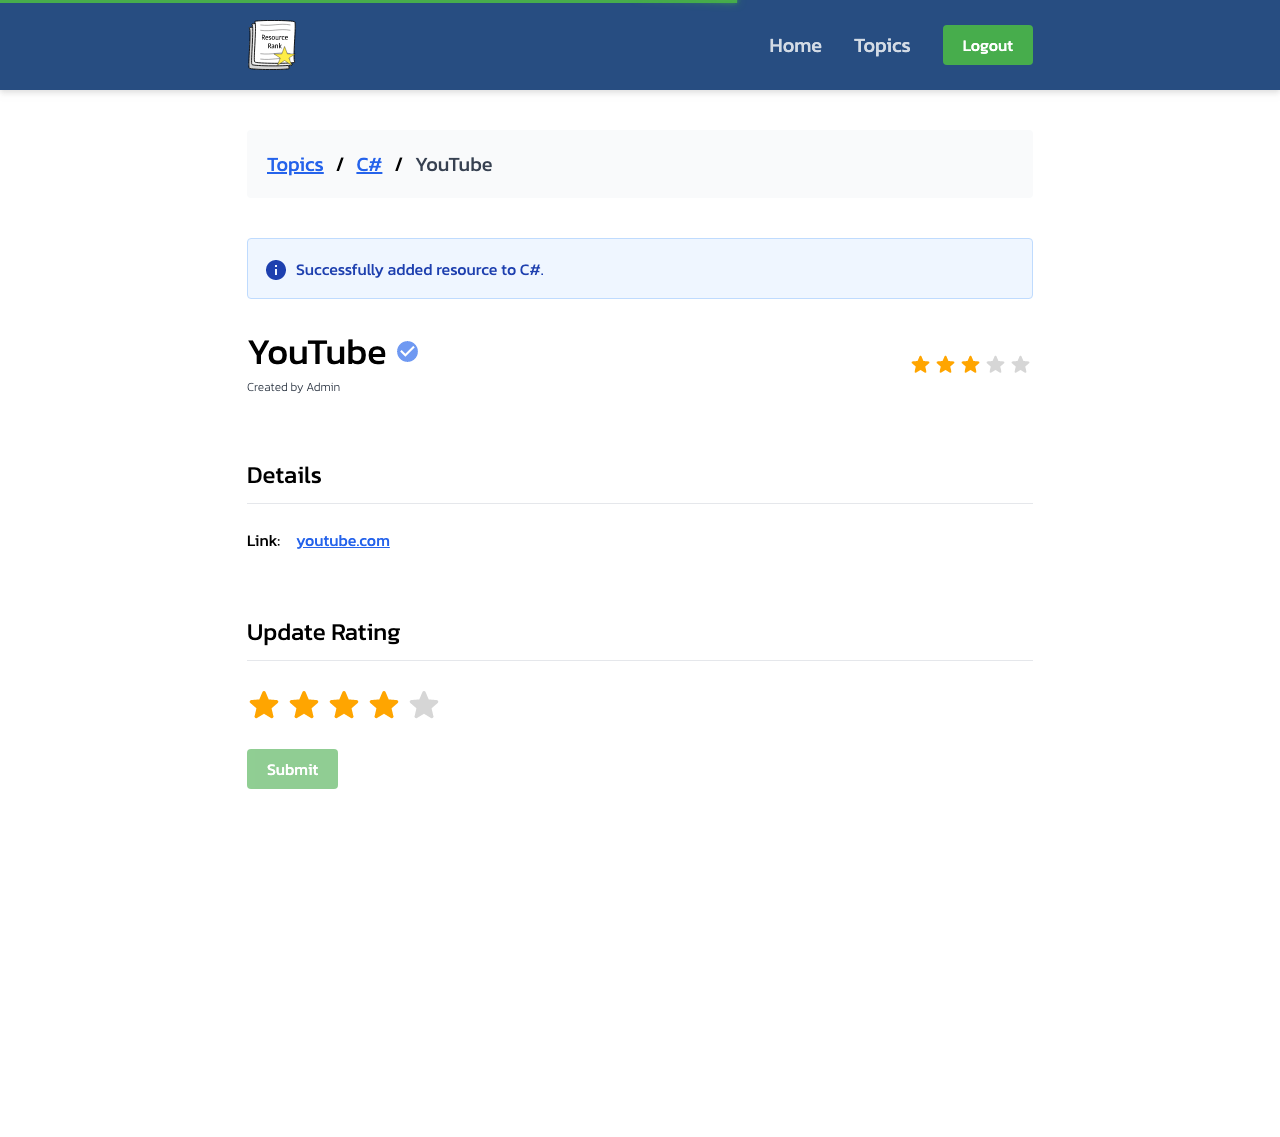 Resource
Rank
Home Topics Logout
Topics / C# / YouTube
Successfully added resource to C#.
YouTube
Created by Admin
Details
Link: youtube.com
Update Rating
Submit